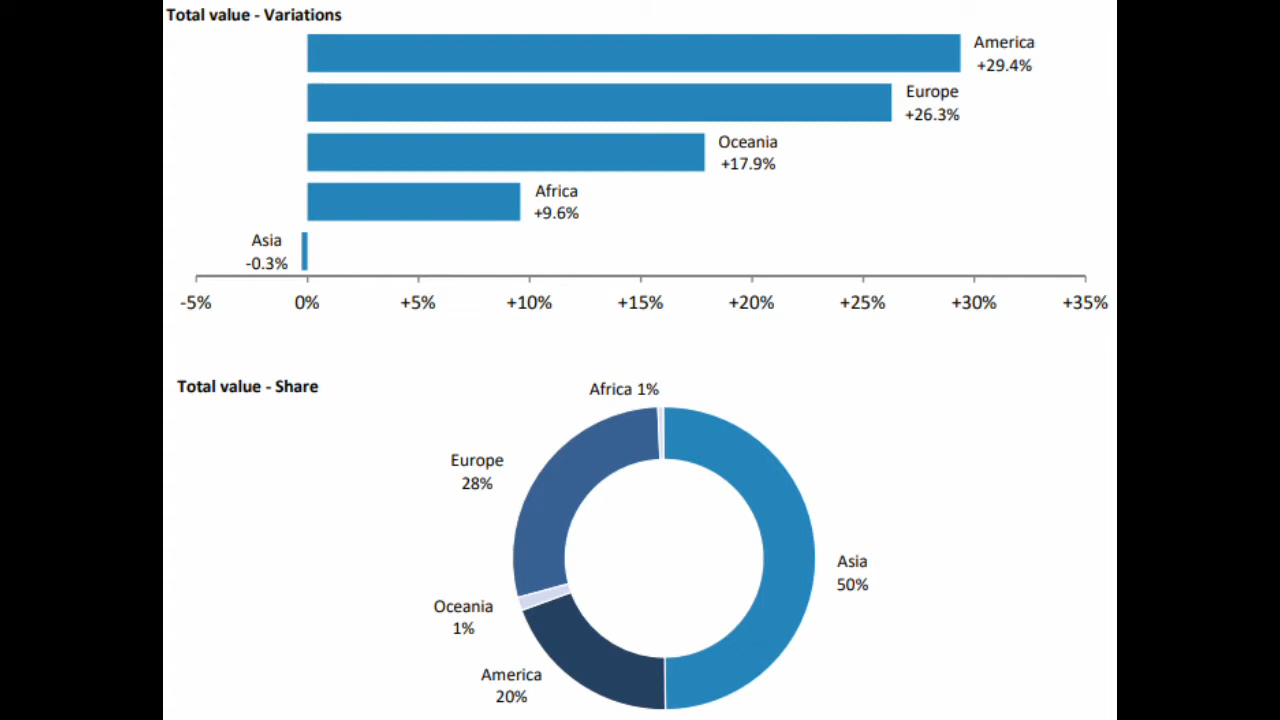 Total value - Variations
America
+29.4%
Europe
+26.3%
Oceania
+17.9%
Africa
+9.6%
Asia
-0.3%
-5% 0% +5% +10% +15% +20% +25% +30% +35%
Total value - Share
Africa 1%
Europe
28%
Asia
50%
Oceania
1%
America
20%